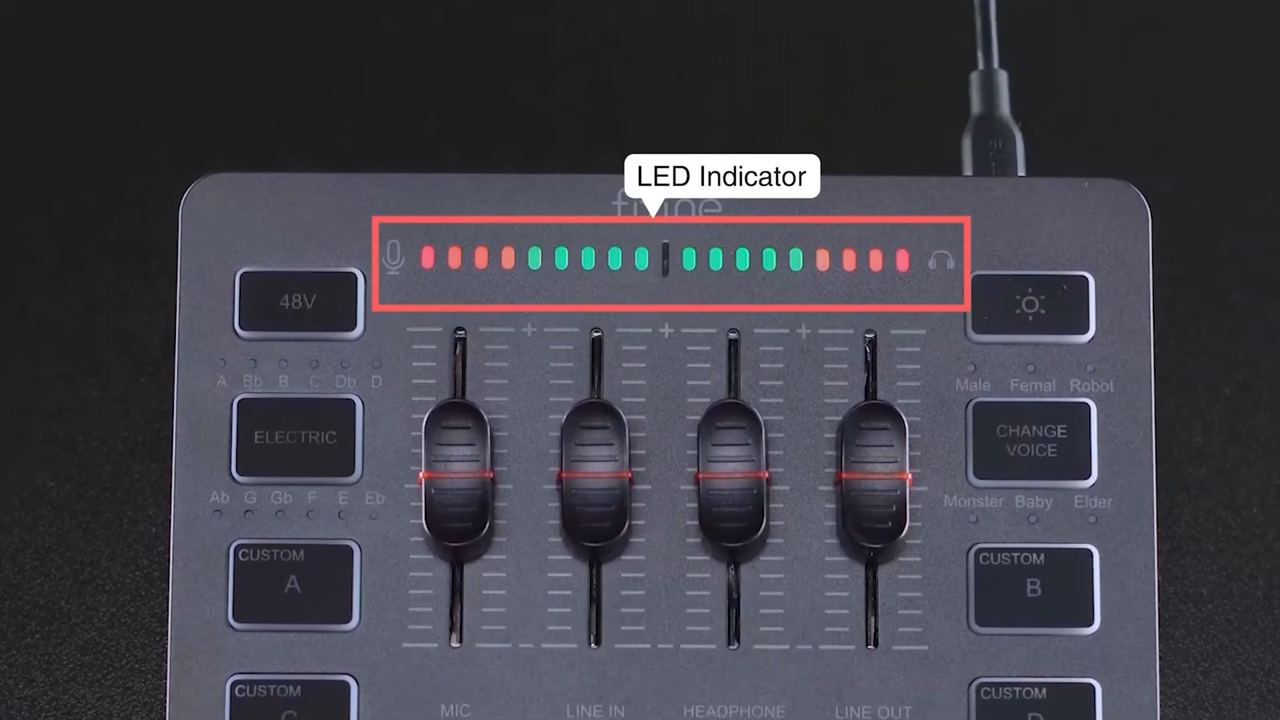 LED Indicator
48V
A Bb B C Db D
ELECTRIC
Ab G Gb F E Eb
CUSTOM
A
CUSTOM
MIC
LINE IN
HEADPHONE
LINE OUT
Male Femal Robot
CHANGE
VOICE
Monster Baby Elder
CUSTOM
B
CUSTOM